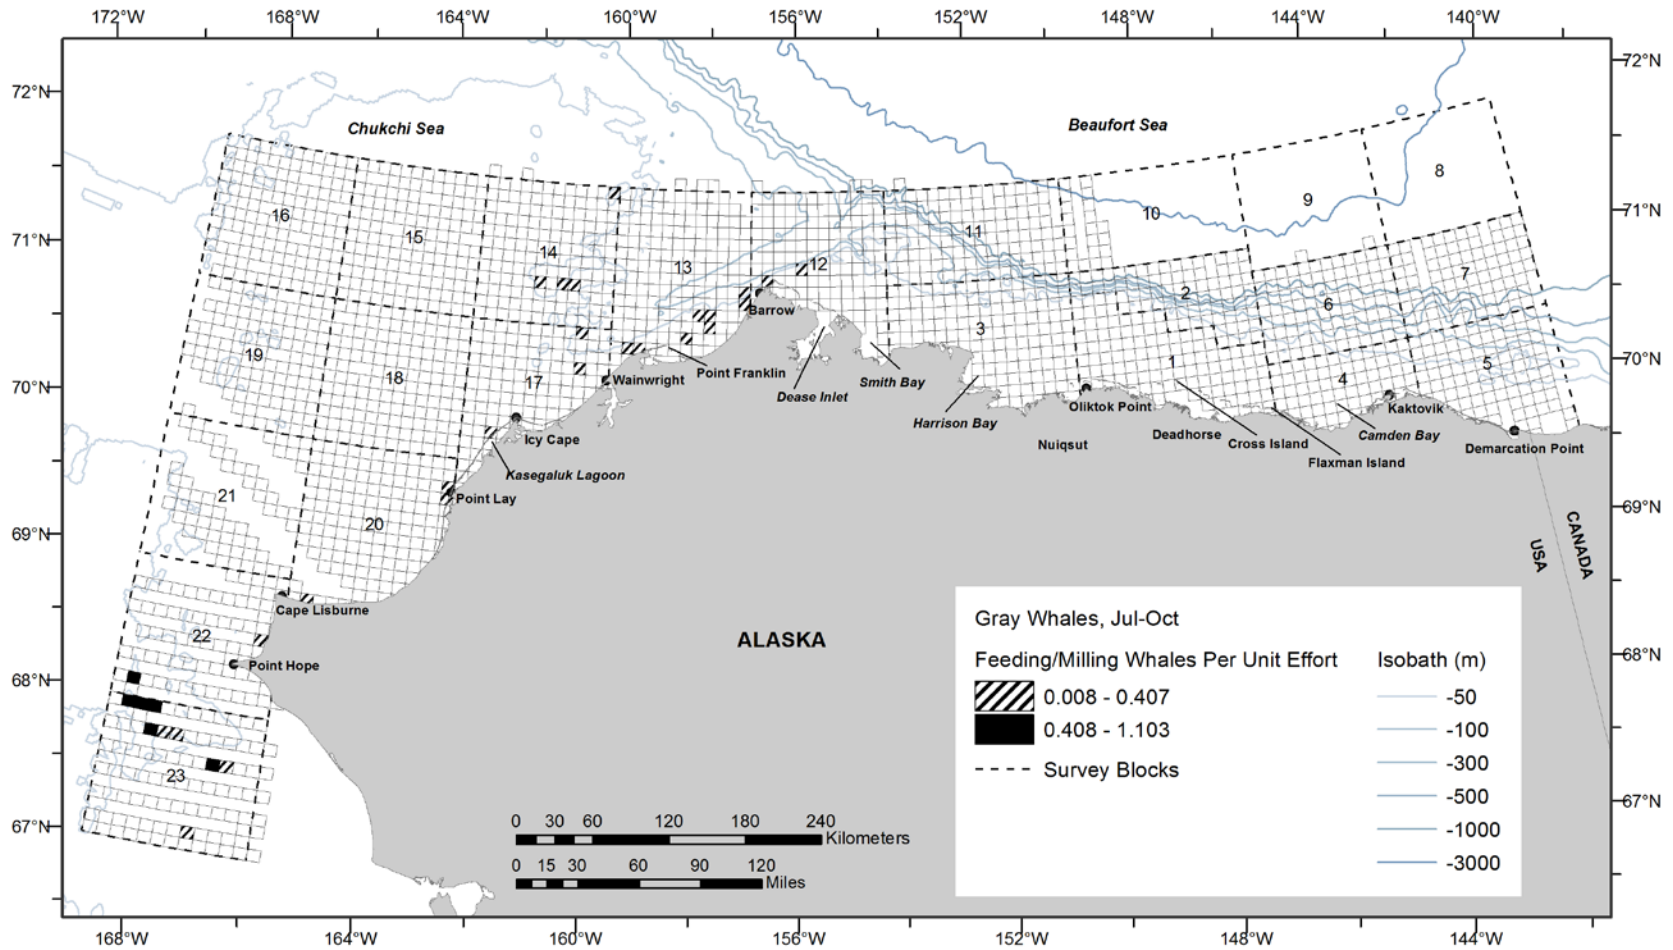 172°W 168°W 164°W 160°W 156°W 152°W 148°W 144°W 140°W
72°N 72°N
Chukchi Sea Beaufort Sea
8
9
10
16 15 14 13 12 11
71°N 71°N
7
2 6
Barrow
3
19 18 17
1 4 5
70°N 70°N
Wainwright
Point Franklin
Dease Inlet
Smith Bay
Harrison Bay
Oliktok Point
Nuiqsut
Deadhorse
Cross Island
Flaxman Island
Camden Bay
Kaktovik
Demarcation Point
Icy Cape
Kasegaluk Lagoon
Point Lay
21 20
69°N 69°N
USA
CANADA
Cape Lisburne
22
Point Hope
68°N 68°N
ALASKA
23
67°N 67°N
Gray Whales, Jul-Oct
Feeding/Milling Whales Per Unit Effort
0.008 - 0.407
0.408 - 1.103
Survey Blocks
Isobath (m)
-50
-100
-300
-500
-1000
-3000
0 30 60 120 180 240
Kilometers
0 15 30 60 90 120
Miles
168°W 164°W 160°W 156°W 152°W 148°W 144°W 140°W